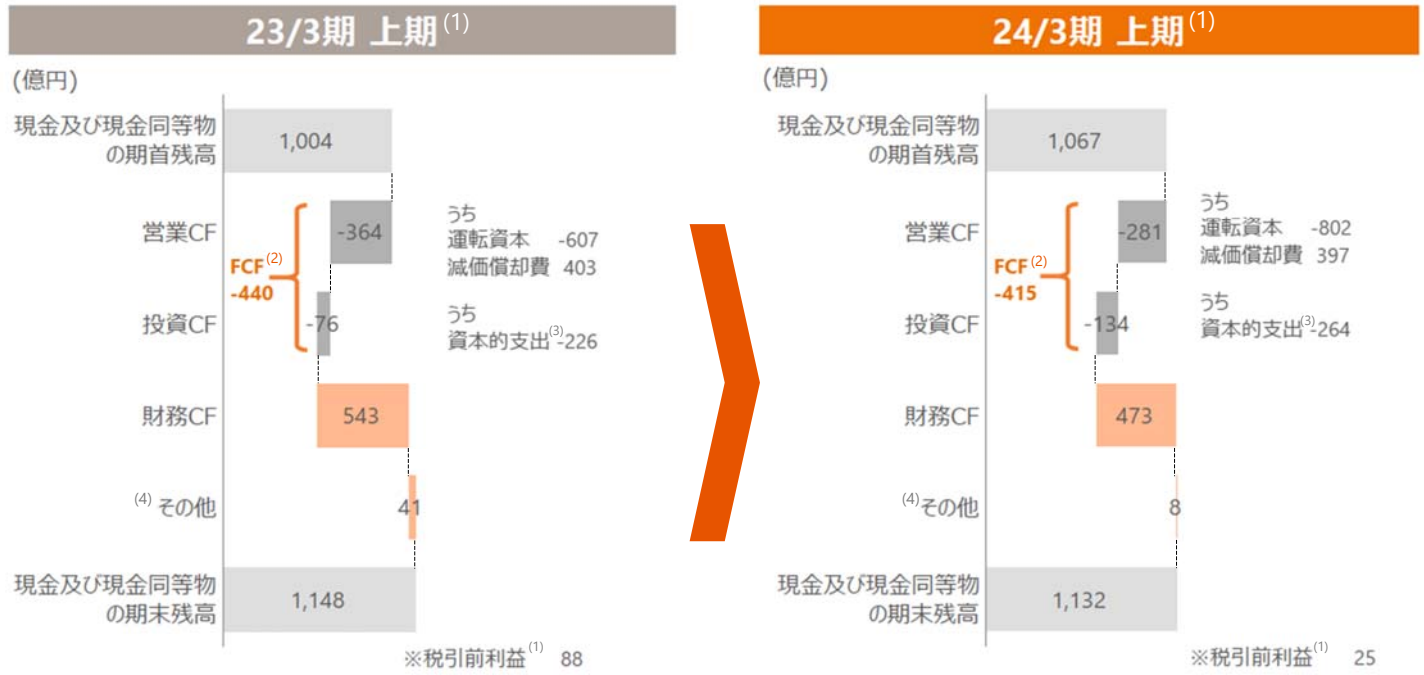 23/3期 上期(1)
(億円)
現金及び現金同等物
の期首残高
1,004
営業CF
-364
うち
運転資本 -607
減価償却費 403
FCF(2)
-440
投資CF
-76
うち
資本的支出(3)-226
財務CF
543
(4) その他
41
現金及び現金同等物
の期末残高
1,148
※税引前利益(1) 88
24/3期 上期(1)
(億円)
現金及び現金同等物
の期首残高
1,067
営業CF
-281
うち
運転資本 -802
減価償却費 397
FCF(2)
-415
投資CF
-134
うち
資本的支出(3)-264
財務CF
473
(4)その他
8
現金及び現金同等物
の期末残高
1,132
※税引前利益(1) 25